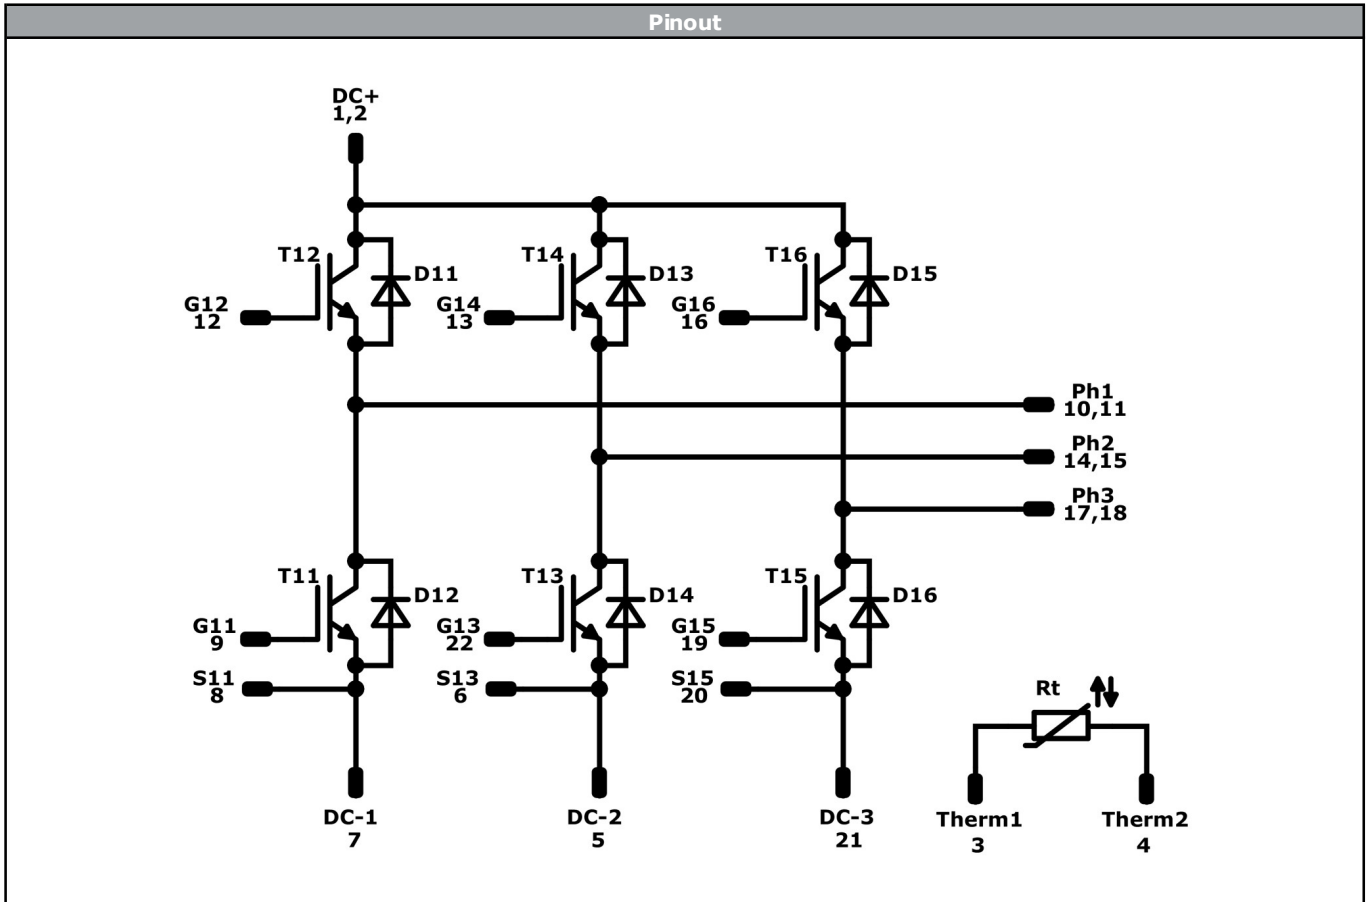 Pinout
DC+
1,2
T12
D11
G12
12
T14
D13
G14
13
T16
D15
G16
16
Ph1
10,11
Ph2
14,15
Ph3
17,18
T11
D12
G11
9
S11
8
T13
D14
G13
22
S13
6
T15
D16
G15
19
S15
20
Rt
DC-1
7
DC-2
5
DC-3
21
Therm1
3
Therm2
4